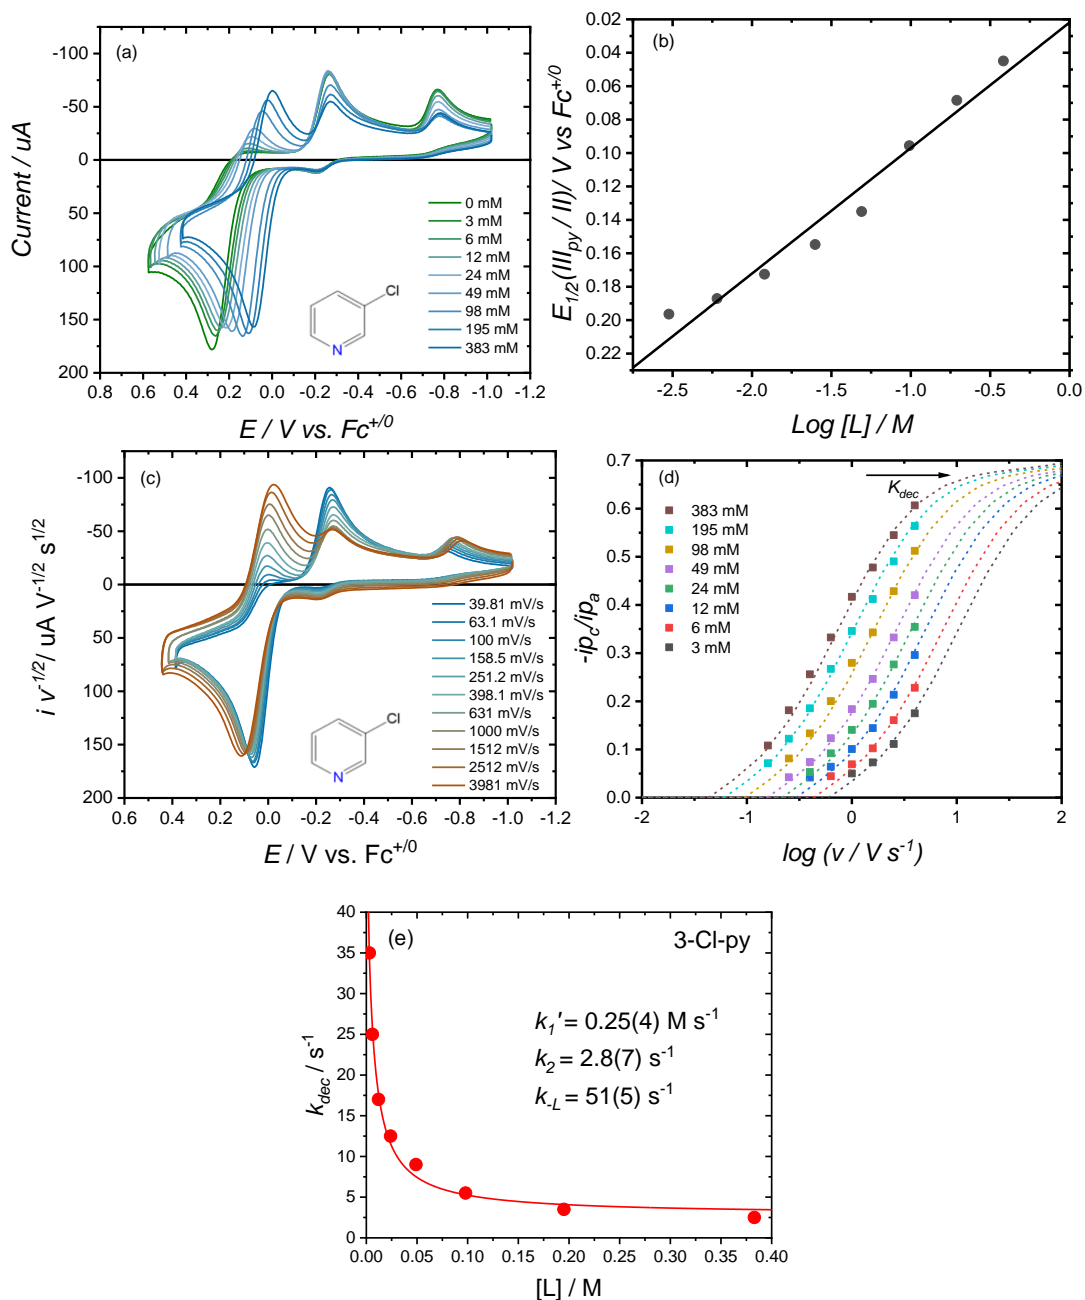 (a)
-100
-50
0
50
100
150
200
Current / uA
0 mM
3 mM
6 mM
12 mM
24 mM
49 mM
98 mM
195 mM
383 mM
Cl
N
0.8 0.6 0.4 0.2 0.0 -0.2 -0.4 -0.6 -0.8 -1.0 -1.2
E / V vs. Fc+/0
(b)
0.02
0.04
0.06
0.08
0.10
0.12
0.14
0.16
0.18
0.20
0.22
E1/2(IIIpy / II)/ V vs Fc+/0
-2.5 -2.0 -1.5 -1.0 -0.5 0.0
Log [L] / M
(c)
-100
-50
0
50
100
150
200
i v-1/2/ uA V-1/2 s1/2
39.81 mV/s
63.1 mV/s
100 mV/s
158.5 mV/s
251.2 mV/s
398.1 mV/s
631 mV/s
1000 mV/s
1512 mV/s
2512 mV/s
3981 mV/s
Cl
N
0.6 0.4 0.2 0.0 -0.2 -0.4 -0.6 -0.8 -1.0 -1.2
E / V vs. Fc+/0
(d)
0.7
0.6
0.5
0.4
0.3
0.2
0.1
0.0
-ipc/ipa
Kdec
383 mM
195 mM
98 mM
49 mM
24 mM
12 mM
6 mM
3 mM
-2 -1 0 1 2
log (v / V s-1)
(e)
3-Cl-py
40
35
30
25
20
15
10
5
0
kdec / s-1
k1' = 0.25(4) M s-1
k2 = 2.8(7) s-1
k-L = 51(5) s-1
0.00 0.05 0.10 0.15 0.20 0.25 0.30 0.35 0.40
[L] / M